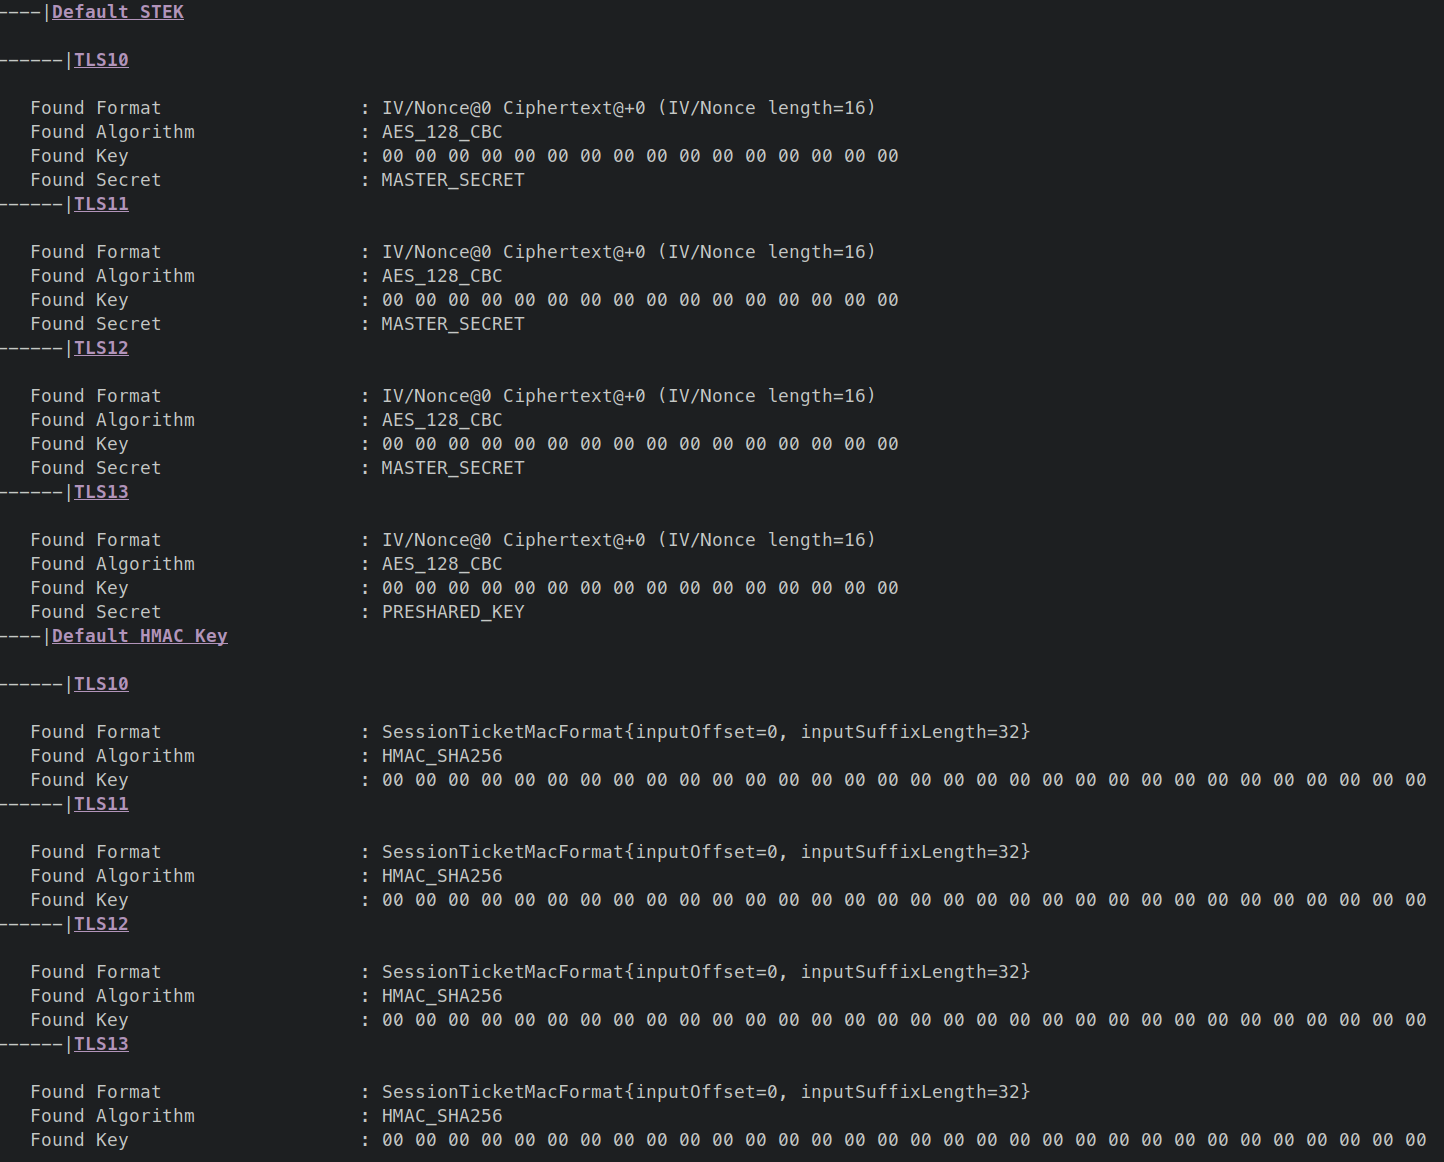 ----|Default STEK
------|TLS10
Found Format : IV/Nonce@0 Ciphertext@+0 (IV/Nonce length=16)
Found Algorithm : AES_128_CBC
Found Key : 00 00 00 00 00 00 00 00 00 00 00 00 00 00 00 00
Found Secret : MASTER_SECRET
------|TLS11
Found Format : IV/Nonce@0 Ciphertext@+0 (IV/Nonce length=16)
Found Algorithm : AES_128_CBC
Found Key : 00 00 00 00 00 00 00 00 00 00 00 00 00 00 00 00
Found Secret : MASTER_SECRET
------|TLS12
Found Format : IV/Nonce@0 Ciphertext@+0 (IV/Nonce length=16)
Found Algorithm : AES_128_CBC
Found Key : 00 00 00 00 00 00 00 00 00 00 00 00 00 00 00 00
Found Secret : MASTER_SECRET
------|TLS13
Found Format : IV/Nonce@0 Ciphertext@+0 (IV/Nonce length=16)
Found Algorithm : AES_128_CBC
Found Key : 00 00 00 00 00 00 00 00 00 00 00 00 00 00 00 00
Found Secret : PRESHARED_KEY
----|Default HMAC Key
------|TLS10
Found Format : SessionTicketMacFormat{inputOffset=0, inputSuffixLength=32}
Found Algorithm : HMAC_SHA256
Found Key : 00 00 00 00 00 00 00 00 00 00 00 00 00 00 00 00 00 00 00 00 00 00 00 00 00 00 00 00 00 00 00 00
------|TLS11
Found Format : SessionTicketMacFormat{inputOffset=0, inputSuffixLength=32}
Found Algorithm : HMAC_SHA256
Found Key : 00 00 00 00 00 00 00 00 00 00 00 00 00 00 00 00 00 00 00 00 00 00 00 00 00 00 00 00 00 00 00 00
------|TLS12
Found Format : SessionTicketMacFormat{inputOffset=0, inputSuffixLength=32}
Found Algorithm : HMAC_SHA256
Found Key : 00 00 00 00 00 00 00 00 00 00 00 00 00 00 00 00 00 00 00 00 00 00 00 00 00 00 00 00 00 00 00 00
------|TLS13
Found Format : SessionTicketMacFormat{inputOffset=0, inputSuffixLength=32}
Found Algorithm : HMAC_SHA256
Found Key : 00 00 00 00 00 00 00 00 00 00 00 00 00 00 00 00 00 00 00 00 00 00 00 00 00 00 00 00 00 00 00 00